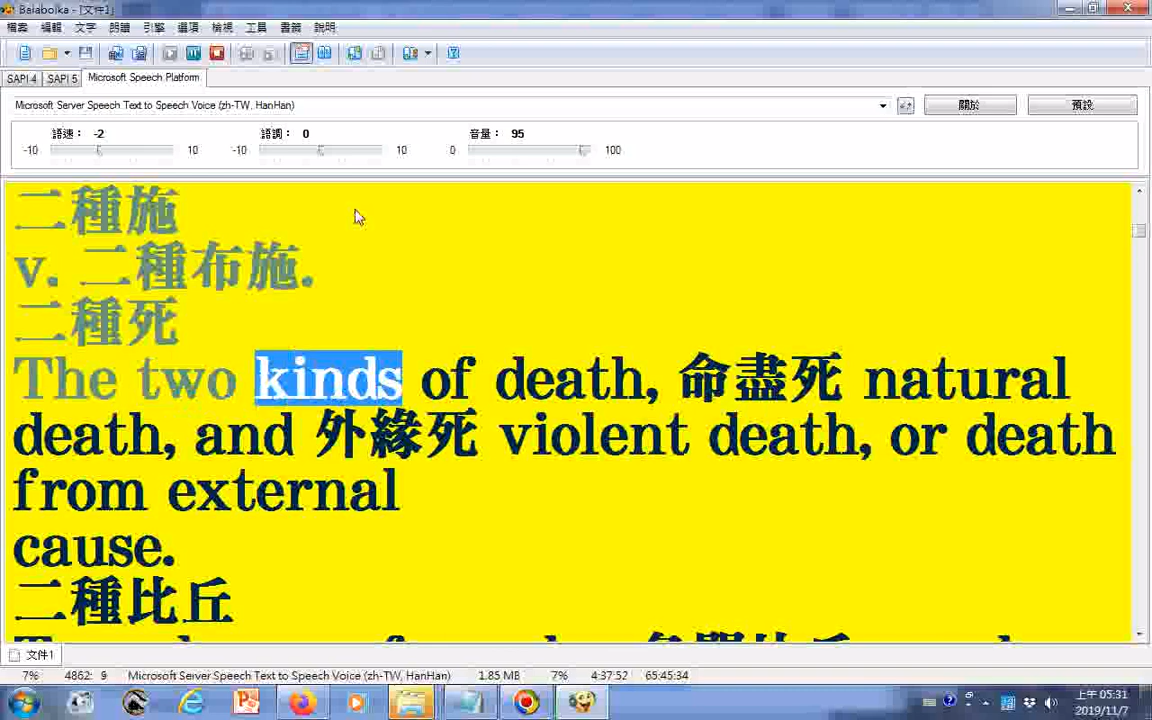 Balabolka - [文件1]
檔案 編輯 文字 朗讀 引擎 選項 檢視 工具 書籤 說明
SAPI 4 SAPI 5 Microsoft Speech Platform
Microsoft Server Speech Text to Speech Voice (zh-TW, HanHan) 關於 預設
語速： -2 語調： 0 音量： 95
-10 10 -10 10 0 100
二種施
v. 二種布施.
二種死
The two kinds of death, 命盡死 natural
death, and 外緣死 violent death, or death
from external
cause.
二種比丘
文件1
7% 4862: 9 Microsoft Server Speech Text to Speech Voice (zh-TW, HanHan) 1.85 MB 7% 4:37:52 65:45:34
上午 05:31
2019/11/7